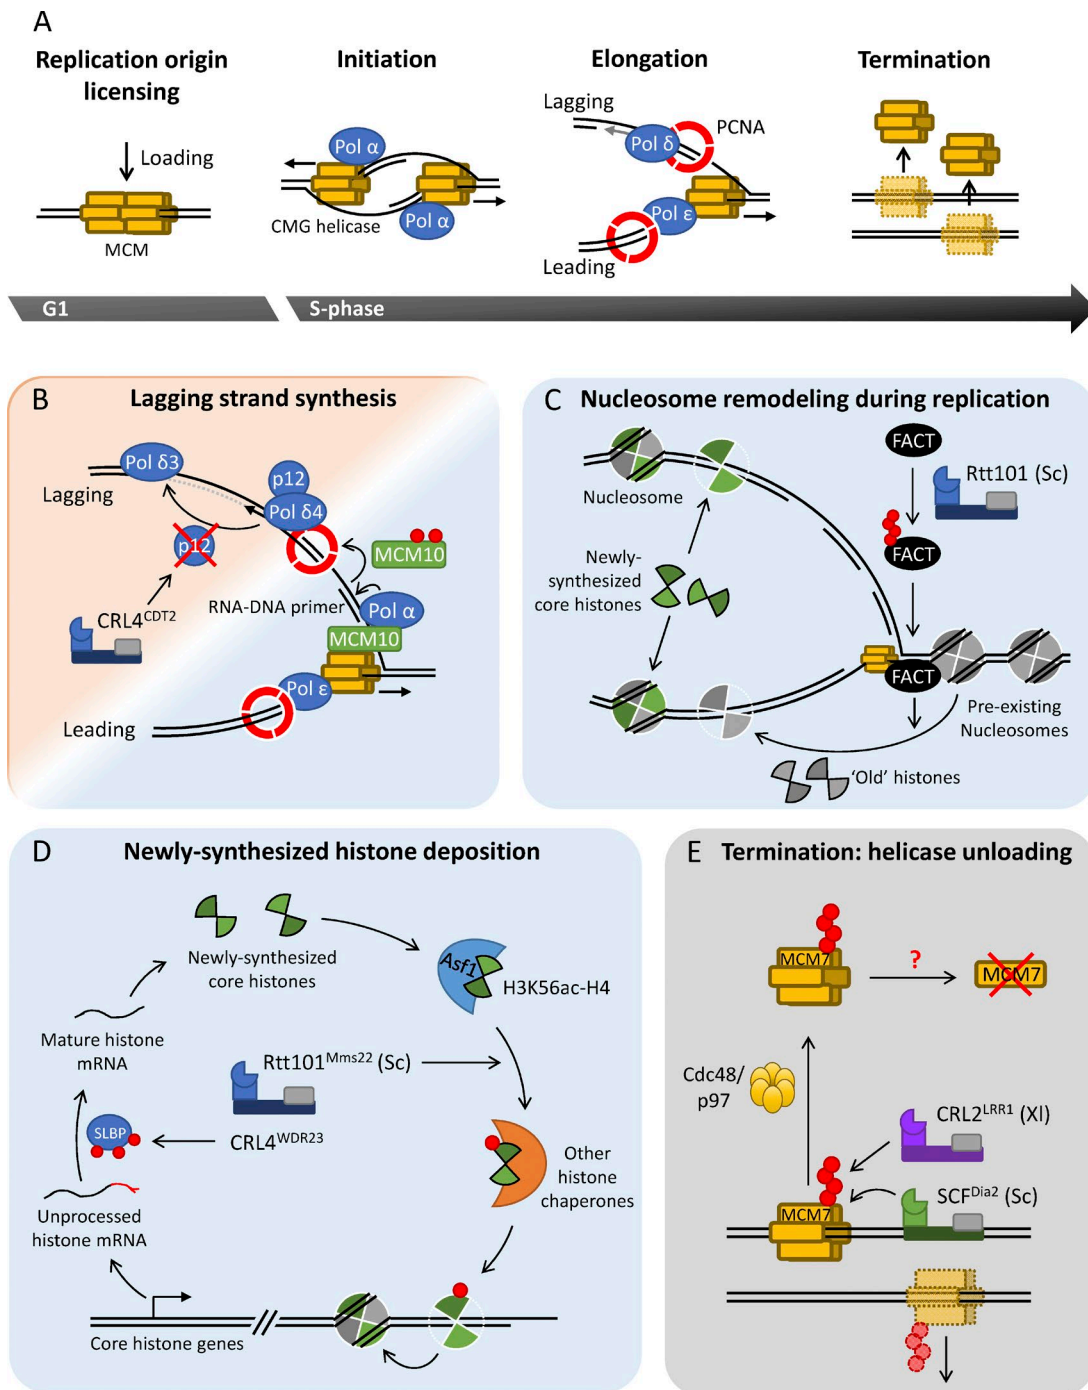 A
Replication origin
licensing
Initiation
Elongation
Termination
Loading
MCM
Pol α
CMG helicase
Pol α
Lagging
Pol δ
PCNA
Pol ε
Leading
G1
S-phase
B
Lagging strand synthesis
Pol δ3
Lagging
p12
Pol δ4
p12
MCM10
RNA-DNA primer
Pol α
CRL4CDT2
MCM10
Pol ε
Leading
C
Nucleosome remodeling during replication
FACT
Rtt101 (Sc)
Nucleosome
FACT
Newly-
synthesized
core histones
FACT
Pre-existing
Nucleosomes
‘Old’ histones
D
Newly-synthesized histone deposition
Newly-synthesized
core histones
Asf1
H3K56ac-H4
Mature histone
mRNA
Rtt101Mms22 (Sc)
SLBP
CRL4WDR23
Other
histone
chaperones
Unprocessed
histone mRNA
Core histone genes
E
Termination: helicase unloading
MCM7
?
MCM7
Cdc48/
p97
CRL2LRR1 (Xl)
SCFDia2 (Sc)
MCM7